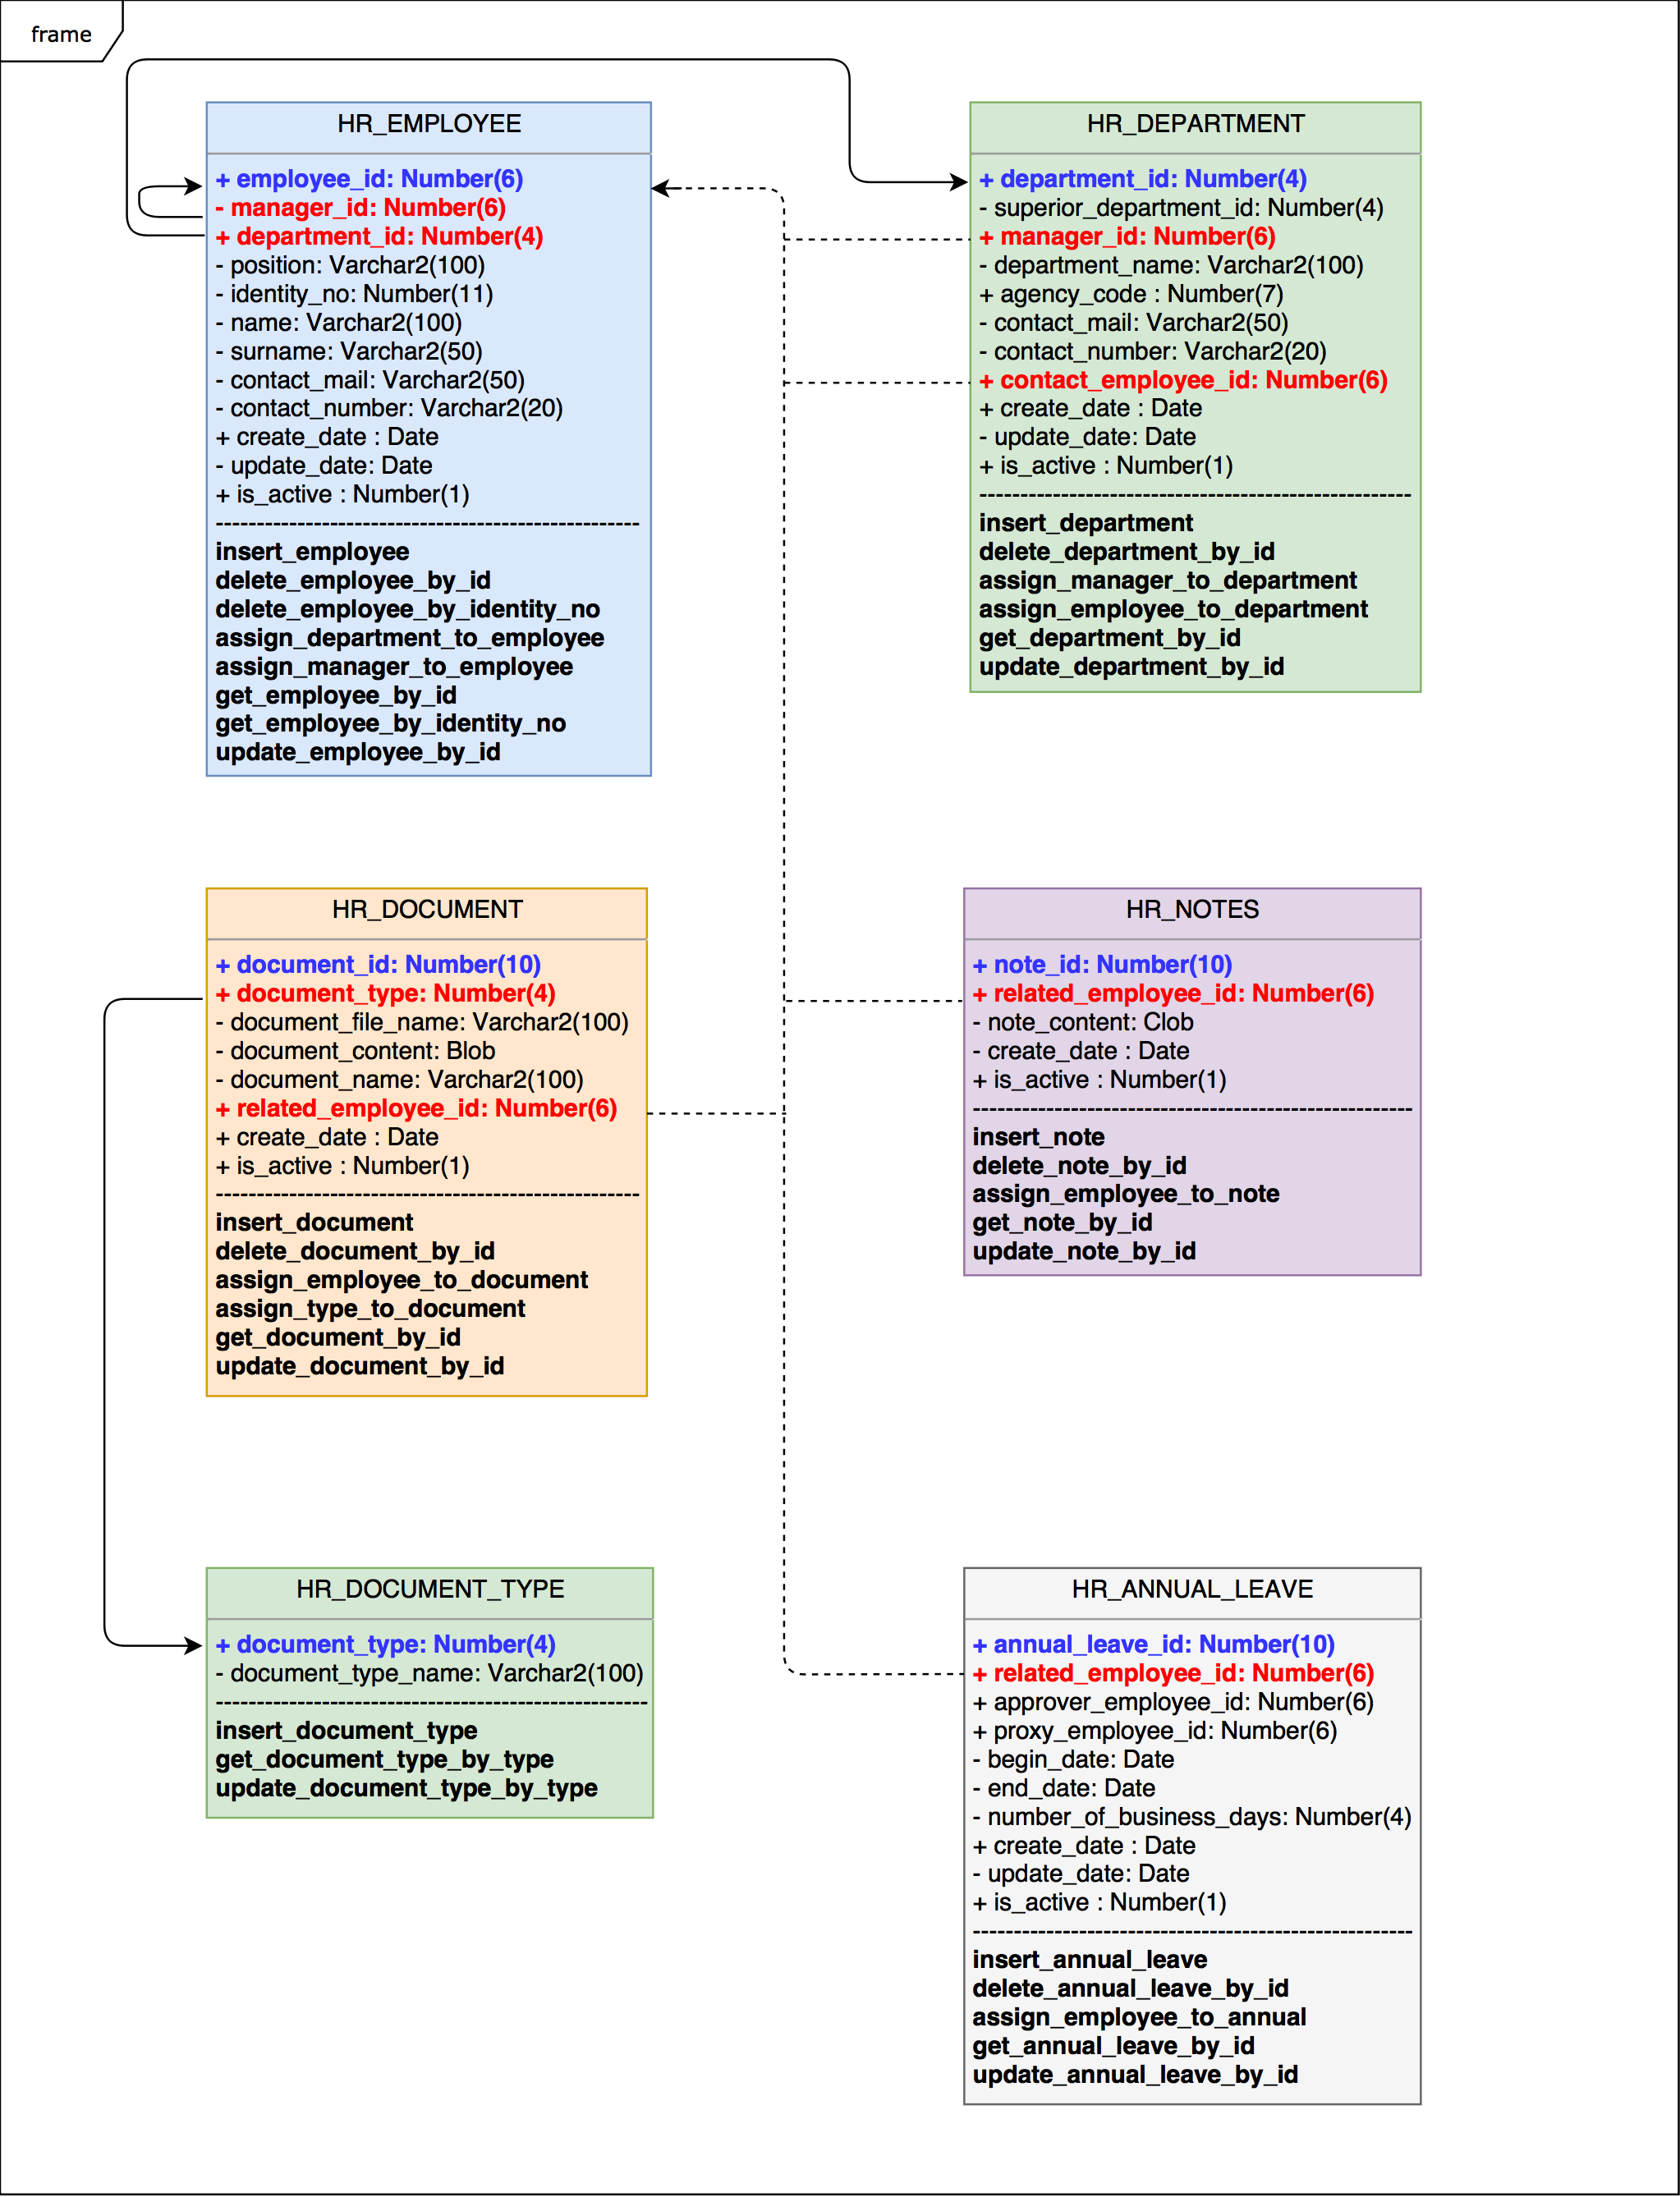 frame
HR_EMPLOYEE
+ employee_id: Number(6)
- manager_id: Number(6)
+ department_id: Number(4)
- position: Varchar2(100)
- identity_no: Number(11)
- name: Varchar2(100)
- surname: Varchar2(50)
- contact_mail: Varchar2(50)
- contact_number: Varchar2(20)
+ create_date : Date
- update_date: Date
+ is_active : Number(1)
----------------------------------------------------
insert_employee
delete_employee_by_id
delete_employee_by_identity_no
assign_department_to_employee
assign_manager_to_employee
get_employee_by_id
get_employee_by_identity_no
update_employee_by_id
HR_DEPARTMENT
+ department_id: Number(4)
- superior_department_id: Number(4)
+ manager_id: Number(6)
- department_name: Varchar2(100)
+ agency_code : Number(7)
- contact_mail: Varchar2(50)
- contact_number: Varchar2(20)
+ contact_employee_id: Number(6)
+ create_date : Date
- update_date: Date
+ is_active : Number(1)
-----------------------------------------------------
insert_department
delete_department_by_id
assign_manager_to_department
assign_employee_to_department
get_department_by_id
update_department_by_id
HR_DOCUMENT
+ document_id: Number(10)
+ document_type: Number(4)
- document_file_name: Varchar2(100)
- document_content: Blob
- document_name: Varchar2(100)
+ related_employee_id: Number(6)
+ create_date : Date
+ is_active : Number(1)
----------------------------------------------------
insert_document
delete_document_by_id
assign_employee_to_document
assign_type_to_document
get_document_by_id
update_document_by_id
HR_NOTES
+ note_id: Number(10)
+ related_employee_id: Number(6)
- note_content: Clob
- create_date : Date
+ is_active : Number(1)
------------------------------------------------------
insert_note
delete_note_by_id
assign_employee_to_note
get_note_by_id
update_note_by_id
HR_DOCUMENT_TYPE
+ document_type: Number(4)
- document_type_name: Varchar2(100)
-----------------------------------------------------
insert_document_type
get_document_type_by_type
update_document_type_by_type
HR_ANNUAL_LEAVE
+ annual_leave_id: Number(10)
+ related_employee_id: Number(6)
+ approver_employee_id: Number(6)
+ proxy_employee_id: Number(6)
- begin_date: Date
- end_date: Date
- number_of_business_days: Number(4)
+ create_date : Date
- update_date: Date
+ is_active : Number(1)
------------------------------------------------------
insert_annual_leave
delete_annual_leave_by_id
assign_employee_to_annual
get_annual_leave_by_id
update_annual_leave_by_id